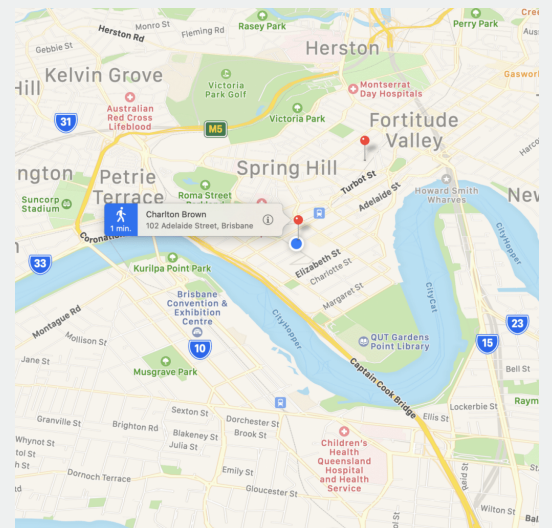 Monro St
Herston Rd
Fleming Rd
Rasey Park
Perry Park
Gebbie St
Herston
Kelvin Grove
Victoria
Park Golf
Montserrat
Day Hospitals
Australian
Red Cross
Lifeblood
31
M5
Victoria Park
Fortitude
Valley
Spring Hill
Petrie
Terrace
Roma Street
Turbot St
Adelaide St
Howard Smith
Wharves
Suncorp
Stadium
1 min.
Charlton Brown
102 Adelaide Street, Brisbane
33
Kurilpa Point Park
Elizabeth St
Charlotte St
Margaret St
CityHopper
CityCat
Brisbane
Convention &
Exhibition
Centre
CityHopper
Montague Rd
Mollison St
10
QUT Gardens
Point Library
23
15
Jane St
Musgrave Park
Captain Cook Bridge
Bell St
Lockerbie St
Ellis St
Sexton St
Dorchester St
Granville St
Brighton Rd
Blakeney St
Brook St
Julia St
Children's
Health
Queensland
Hospital
and Health
Service
Emily St
Dornoch Terrace
Gloucester St
Wilton St